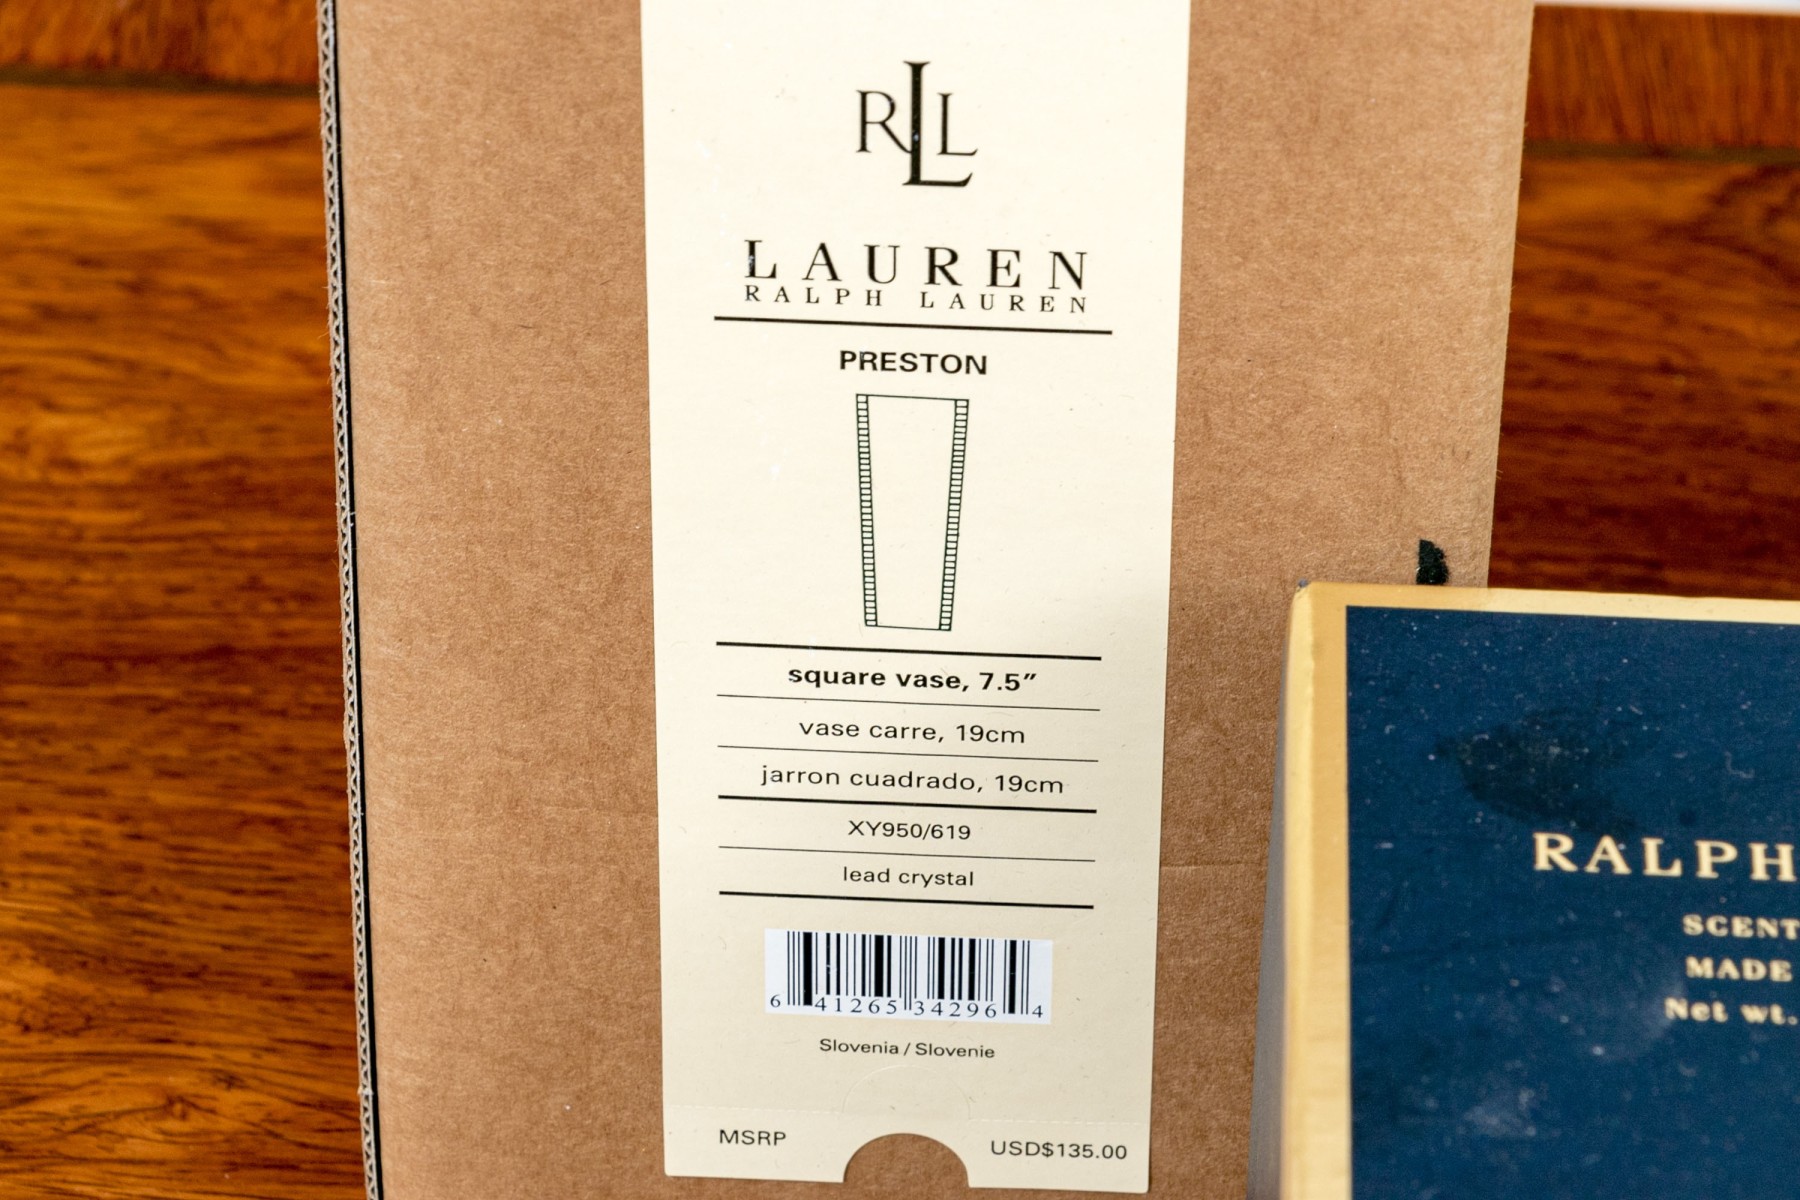 RLL
LAUREN
RALPH LAUREN
PRESTON
square vase, 7.5”
vase carre, 19cm
jarron cuadrado, 19cm
XY950/619
lead crystal
6 41265 34296 4
Slovenia / Slovenie
MSRP USD$135.00
RALPH
SCENT
MADE
Net wt.